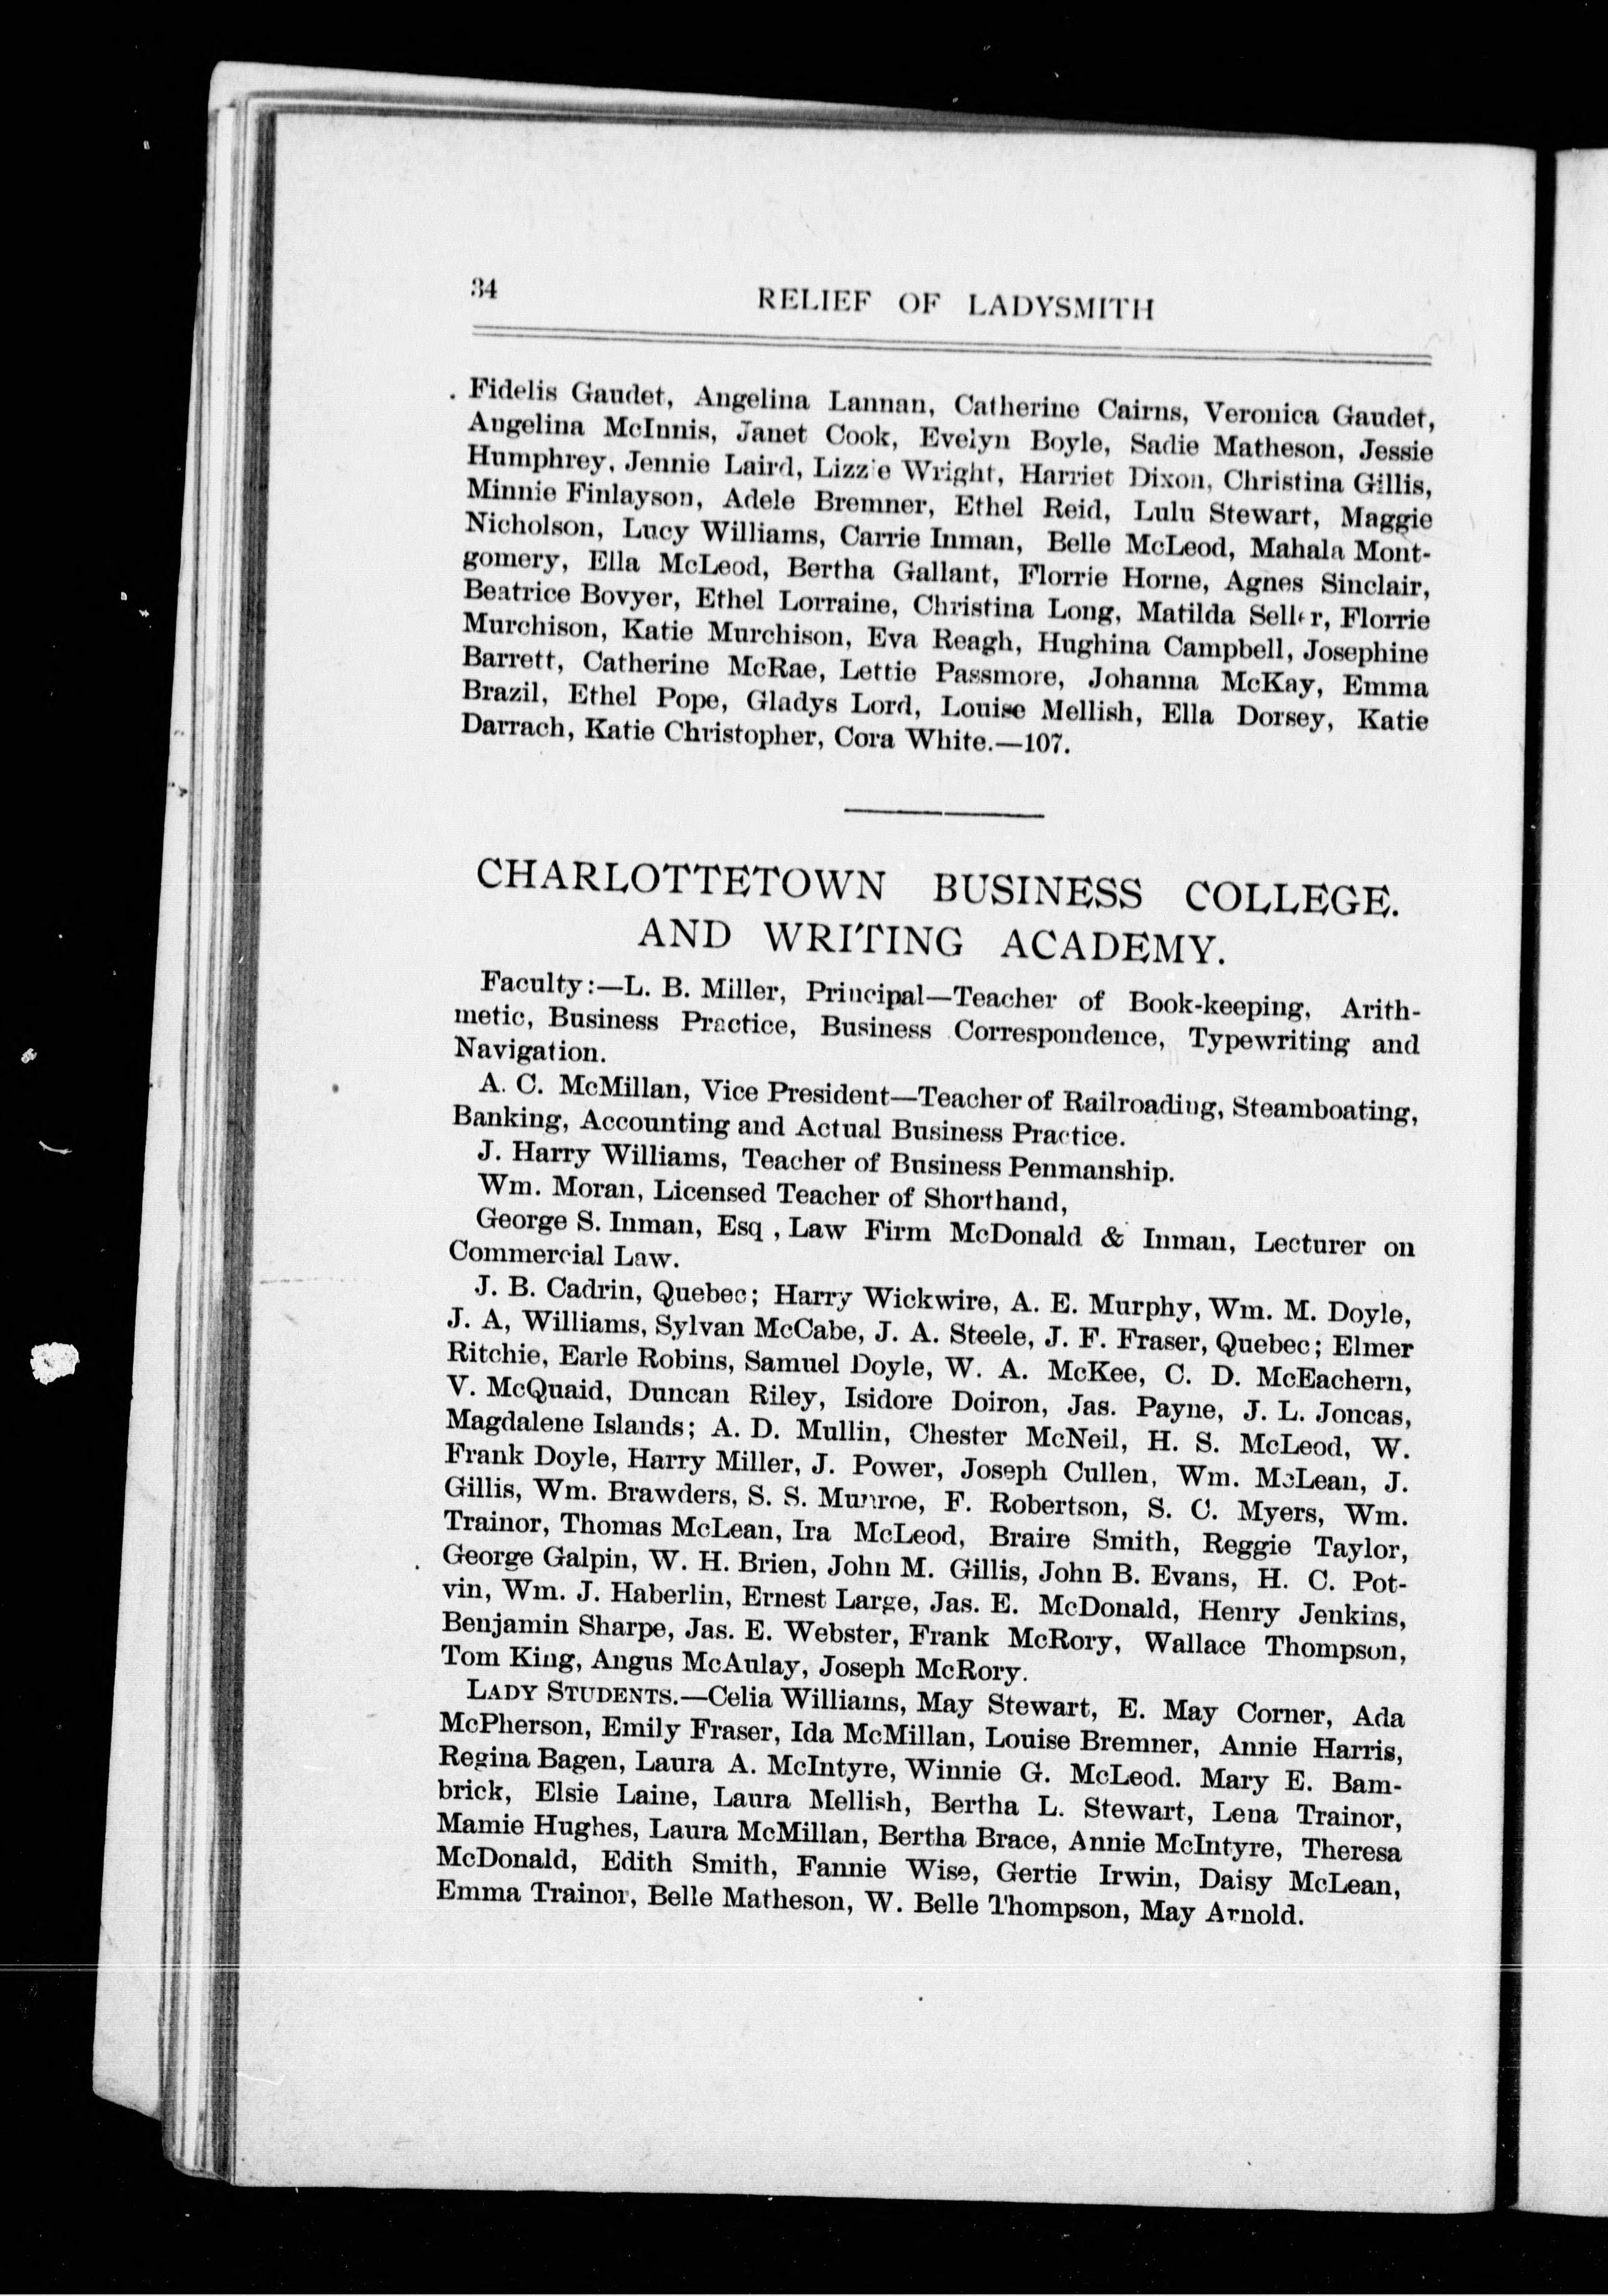 34
RELIEF OF LADYSMITH
Fidelis Gaudet, Angelina Lannan, Catherine Cairns, Veronica Gaudet,
Angelina McInnis, Janet Cook, Evelyn Boyle, Sadie Matheson, Jessie
Humphrey, Jennie Laird, Lizzie Wright, Harriet Dixon, Christina Gillis,
Minnie Finlayson, Adele Bremner, Ethel Reid, Lulu Stewart, Maggie
Nicholson, Lucy Williams, Carrie Inman, Belle McLeod, Mahala Mont-
gomery, Ella McLeod, Bertha Gallant, Florrie Horne, Agnes Sinclair,
Beatrice Bovyer, Ethel Lorraine, Christina Long, Matilda Seller, Florrie
Murchison, Katie Murchison, Eva Reagh, Hughina Campbell, Josephine
Barrett, Catherine McRae, Lettie Passmore, Johanna McKay, Emma
Brazil, Ethel Pope, Gladys Lord, Louise Mellish, Ella Dorsey, Katie
Darrach, Katie Christopher, Cora White.—107.
CHARLOTTETOWN BUSINESS COLLEGE.
AND WRITING ACADEMY.
Faculty:—L. B. Miller, Principal—Teacher of Book-keeping, Arith-
metic, Business Practice, Business Correspondence, Typewriting and
Navigation.
A. C. McMillan, Vice President—Teacher of Railroading, Steamboating,
Banking, Accounting and Actual Business Practice.
J. Harry Williams, Teacher of Business Penmanship.
Wm. Moran, Licensed Teacher of Shorthand,
George S. Inman, Esq , Law Firm McDonald & Inman, Lecturer on
Commercial Law.
J. B. Cadrin, Quebec; Harry Wickwire, A. E. Murphy, Wm. M. Doyle,
J. A, Williams, Sylvan McCabe, J. A. Steele, J. F. Fraser, Quebec; Elmer
Ritchie, Earle Robins, Samuel Doyle, W. A. McKee, C. D. McEachern,
V. McQuaid, Duncan Riley, Isidore Doiron, Jas. Payne, J. L. Joncas,
Magdalene Islands; A. D. Mullin, Chester McNeil, H. S. McLeod, W.
Frank Doyle, Harry Miller, J. Power, Joseph Cullen, Wm. McLean, J.
Gillis, Wm. Brawders, S. S. Munroe, F. Robertson, S. C. Myers, Wm.
Trainor, Thomas McLean, Ira McLeod, Braire Smith, Reggie Taylor,
George Galpin, W. H. Brien, John M. Gillis, John B. Evans, H. C. Pot-
vin, Wm. J. Haberlin, Ernest Large, Jas. E. McDonald, Henry Jenkins,
Benjamin Sharpe, Jas. E. Webster, Frank McRory, Wallace Thompson,
Tom King, Angus McAulay, Joseph McRory.
LADY STUDENTS.—Celia Williams, May Stewart, E. May Corner, Ada
McPherson, Emily Fraser, Ida McMillan, Louise Bremner, Annie Harris,
Regina Bagen, Laura A. McIntyre, Winnie G. McLeod. Mary E. Bam-
brick, Elsie Laine, Laura Mellish, Bertha L. Stewart, Lena Trainor,
Mamie Hughes, Laura McMillan, Bertha Brace, Annie McIntyre, Theresa
McDonald, Edith Smith, Fannie Wise, Gertie Irwin, Daisy McLean,
Emma Trainor, Belle Matheson, W. Belle Thompson, May Arnold.